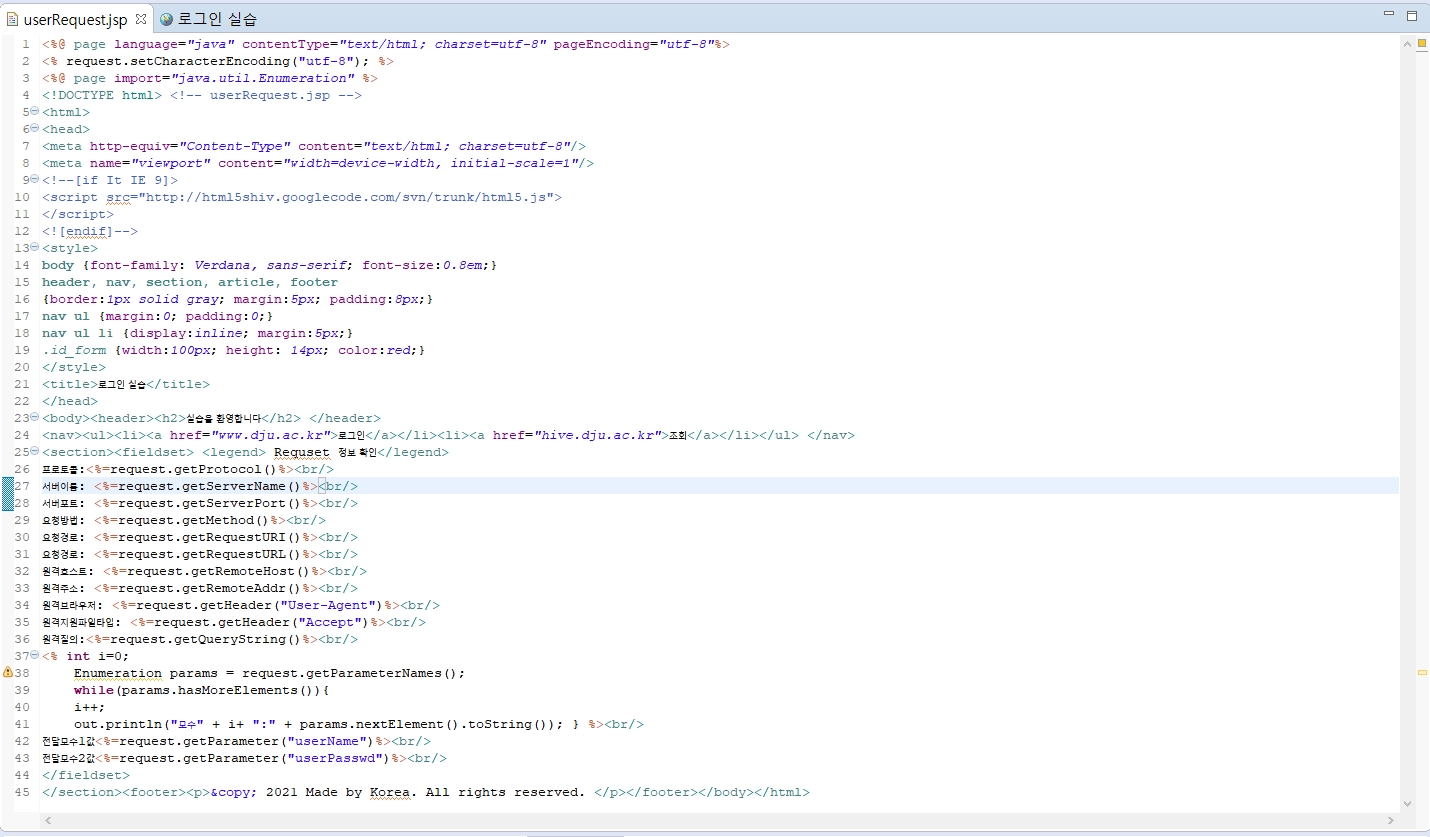 userRequest.jsp 로그인 실습
1 <%@ page language="java" contentType="text/html; charset=utf-8" pageEncoding="utf-8"%>
2 <% request.setCharacterEncoding("utf-8"); %>
3 <%@ page import="java.util.Enumeration" %>
4 <!DOCTYPE html> <!-- userRequest.jsp -->
5 <html>
6 <head>
7 <meta http-equiv="Content-Type" content="text/html; charset=utf-8"/>
8 <meta name="viewport" content="width=device-width, initial-scale=1"/>
9 <!--[if It IE 9]>
10 <script src="http://html5shiv.googlecode.com/svn/trunk/html5.js">
11 </script>
12 <![endif]-->
13 <style>
14 body {font-family: Verdana, sans-serif; font-size:0.8em;}
15 header, nav, section, article, footer
16 {border:1px solid gray; margin:5px; padding:8px;}
17 nav ul {margin:0; padding:0;}
18 nav ul li {display:inline; margin:5px;}
19 .id_form {width:100px; height: 14px; color:red;}
20 </style>
21 <title>로그인 실습</title>
22 </head>
23 <body><header><h2>실습을 환영합니다</h2> </header>
24 <nav><ul><li><a href="www.dju.ac.kr">로그인</a></li><li><a href="hive.dju.ac.kr">조회</a></li></ul> </nav>
25 <section><fieldset> <legend> Requset 정보 확인</legend>
26 프로토콜:<%=request.getProtocol()%><br/>
27 서버이름: <%=request.getServerName()%><br/>
28 서버포트: <%=request.getServerPort()%><br/>
29 요청방법: <%=request.getMethod()%><br/>
30 요청경로: <%=request.getRequestURI()%><br/>
31 요청경로: <%=request.getRequestURL()%><br/>
32 원격호스트: <%=request.getRemoteHost()%><br/>
33 원격주소: <%=request.getRemoteAddr()%><br/>
34 원격브라우저: <%=request.getHeader("User-Agent")%><br/>
35 원격지원파일타입: <%=request.getHeader("Accept")%><br/>
36 원격질의:<%=request.getQueryString()%><br/>
37 <% int i=0;
38 Enumeration params = request.getParameterNames();
39 while(params.hasMoreElements()){
40 i++;
41 out.println("모수" + i+ ":" + params.nextElement().toString()); } %><br/>
42 전달모수1값<%=request.getParameter("userName")%><br/>
43 전달모수2값<%=request.getParameter("userPasswd")%><br/>
44 </fieldset>
45 </section><footer><p>&copy; 2021 Made by Korea. All rights reserved. </p></footer></body></html>